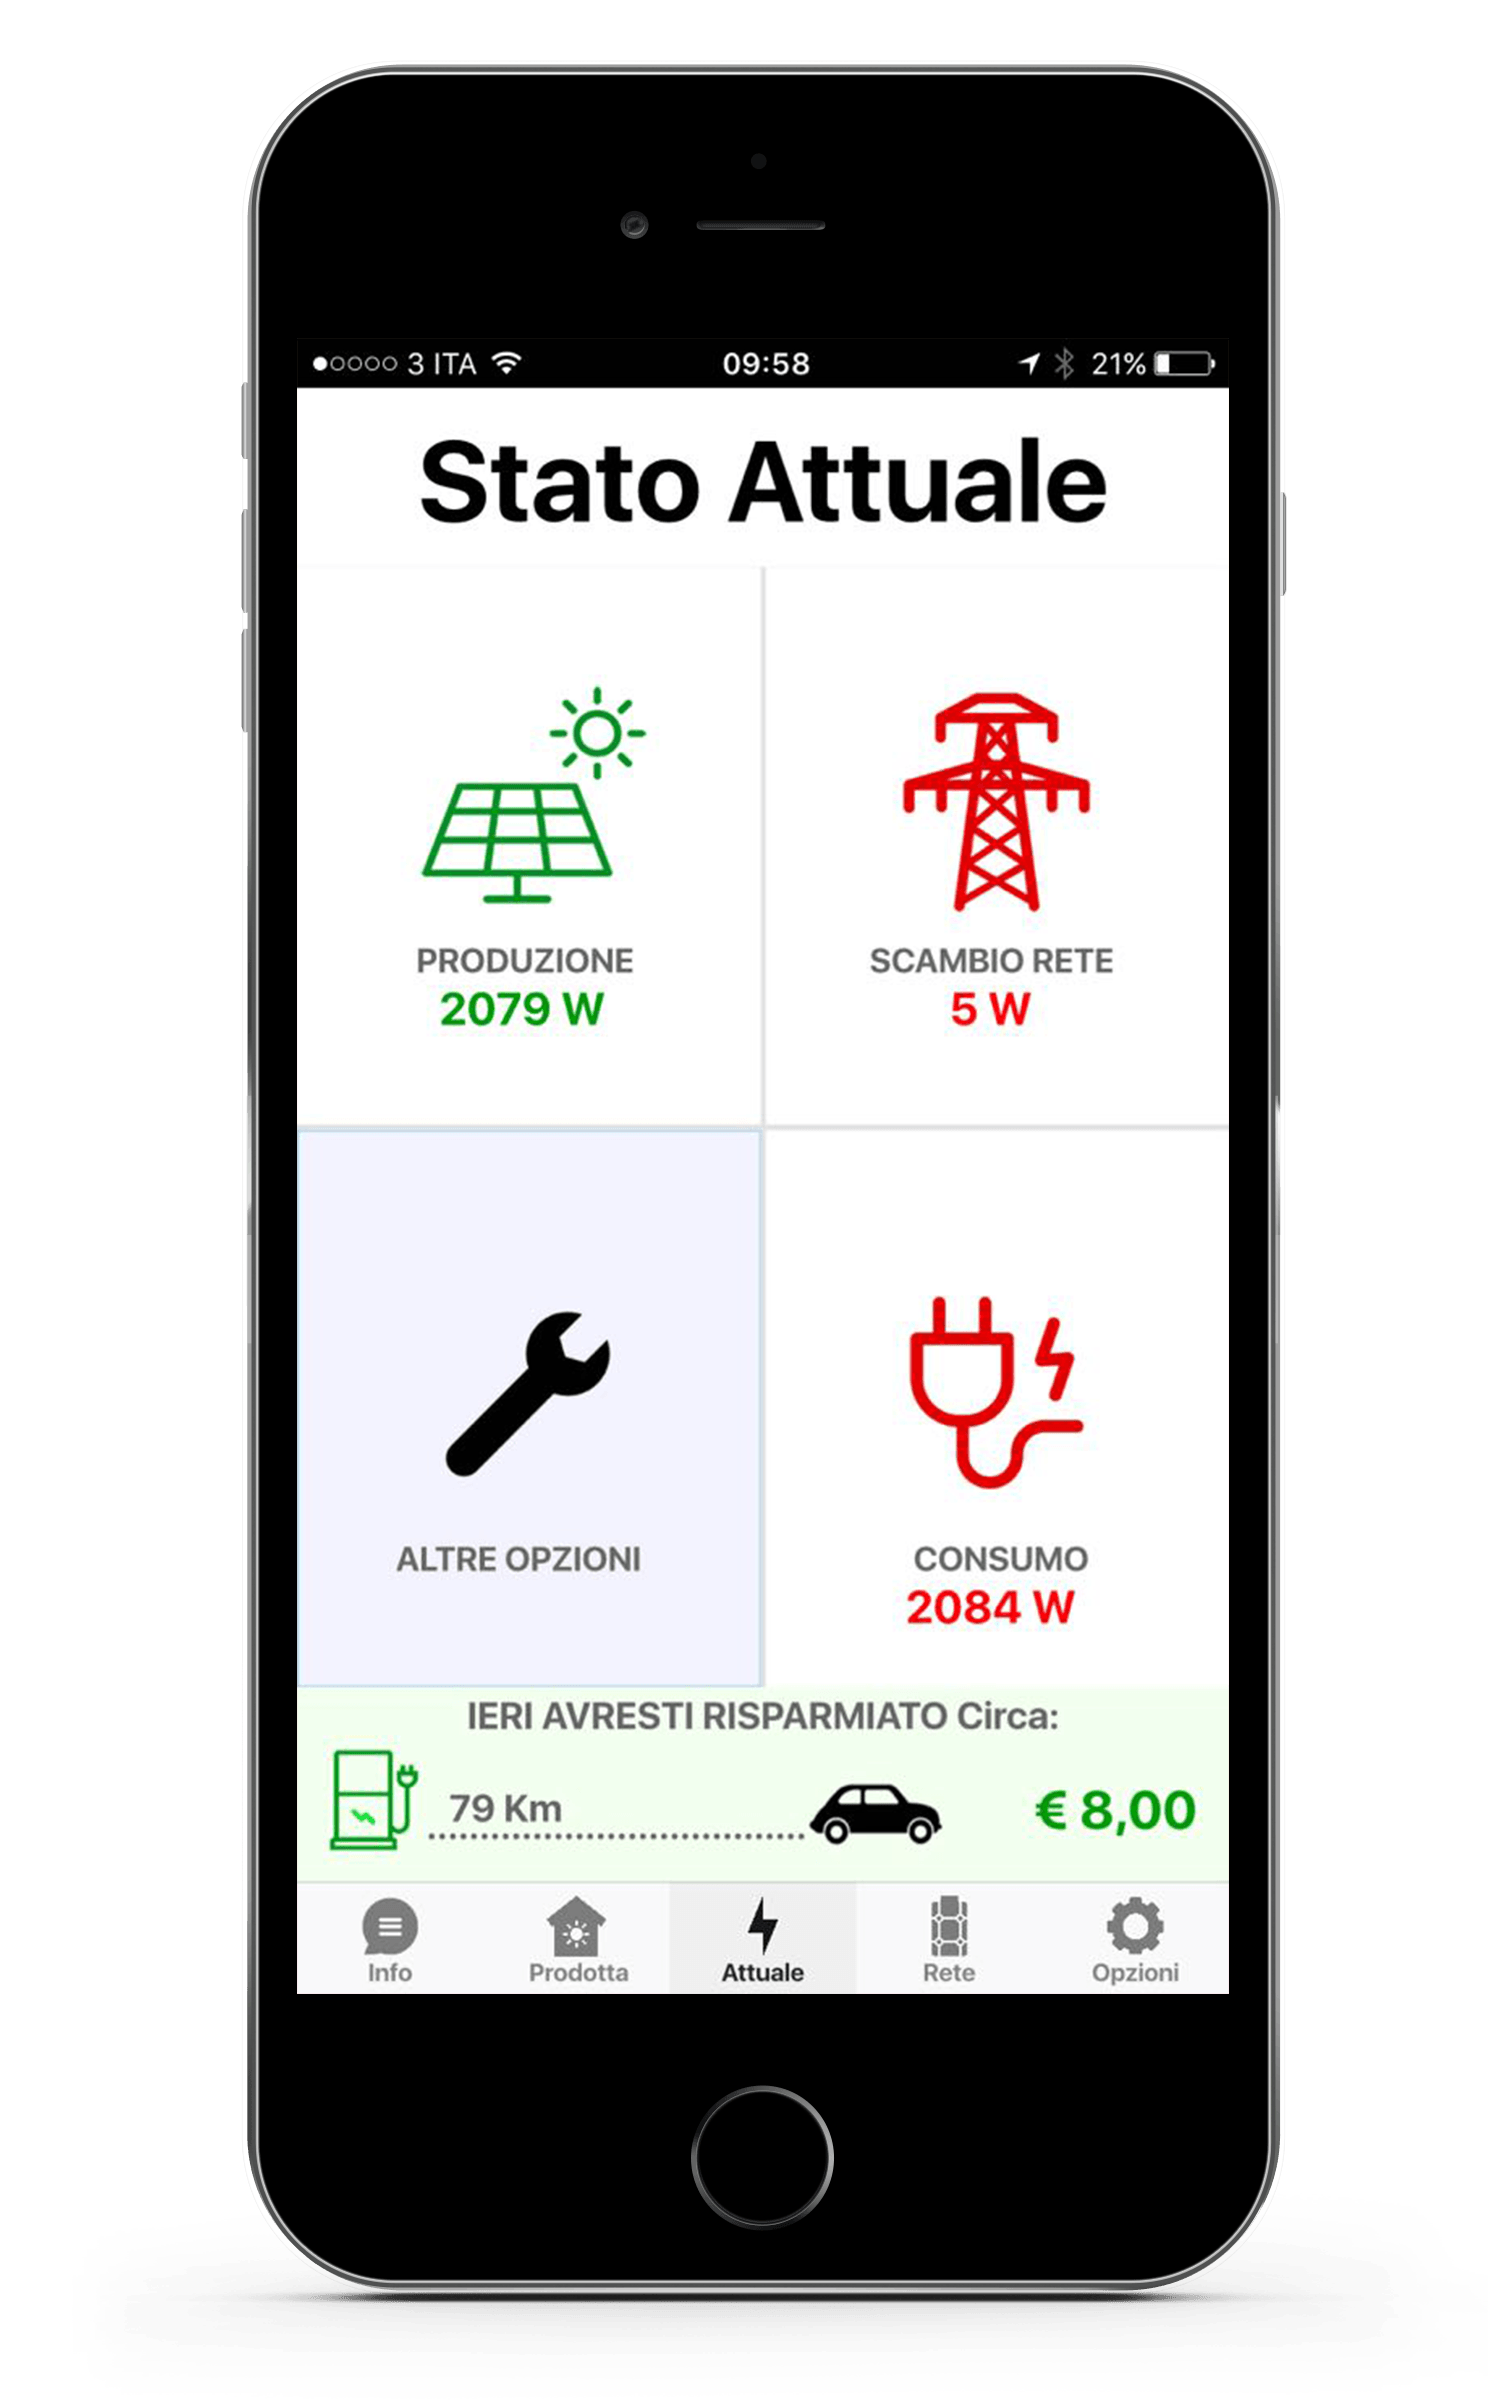 3 ITA 09:58 21%
Stato Attuale
PRODUZIONE
2079 W
SCAMBIO RETE
5 W
ALTRE OPZIONI
CONSUMO
2084 W
IERI AVRESTI RISPARMIATO Circa:
79 Km
€ 8,00
Info Prodotta Attuale Rete Opzioni